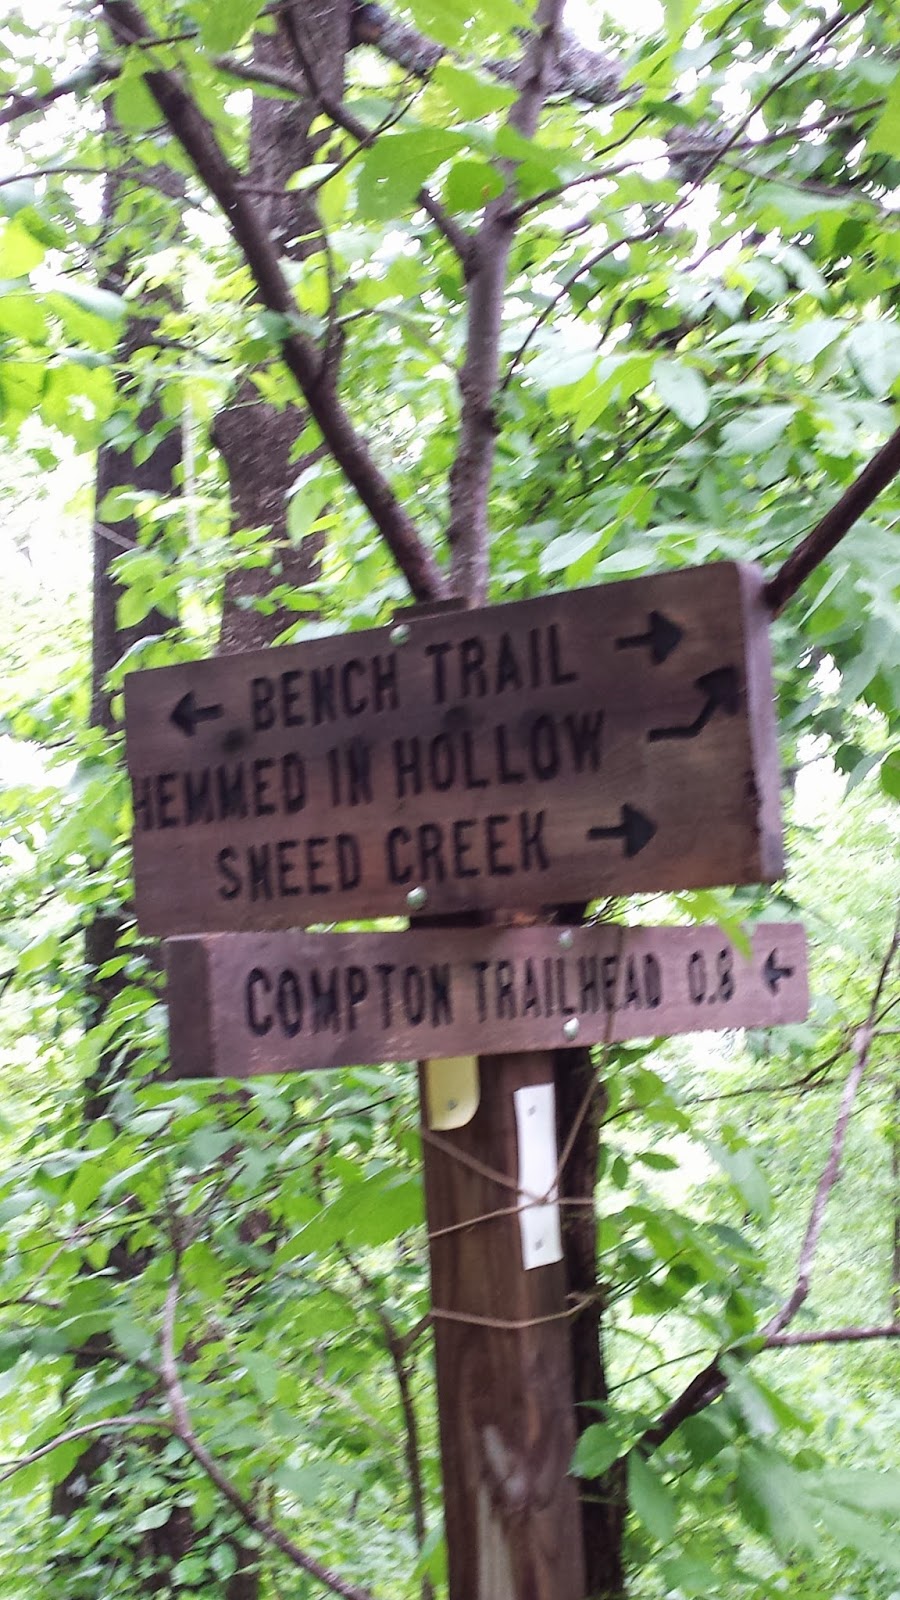 ← BENCH TRAIL →
HEMMED IN HOLLOW
SNEED CREEK →
COMPTON TRAILHEAD 0.8 ←